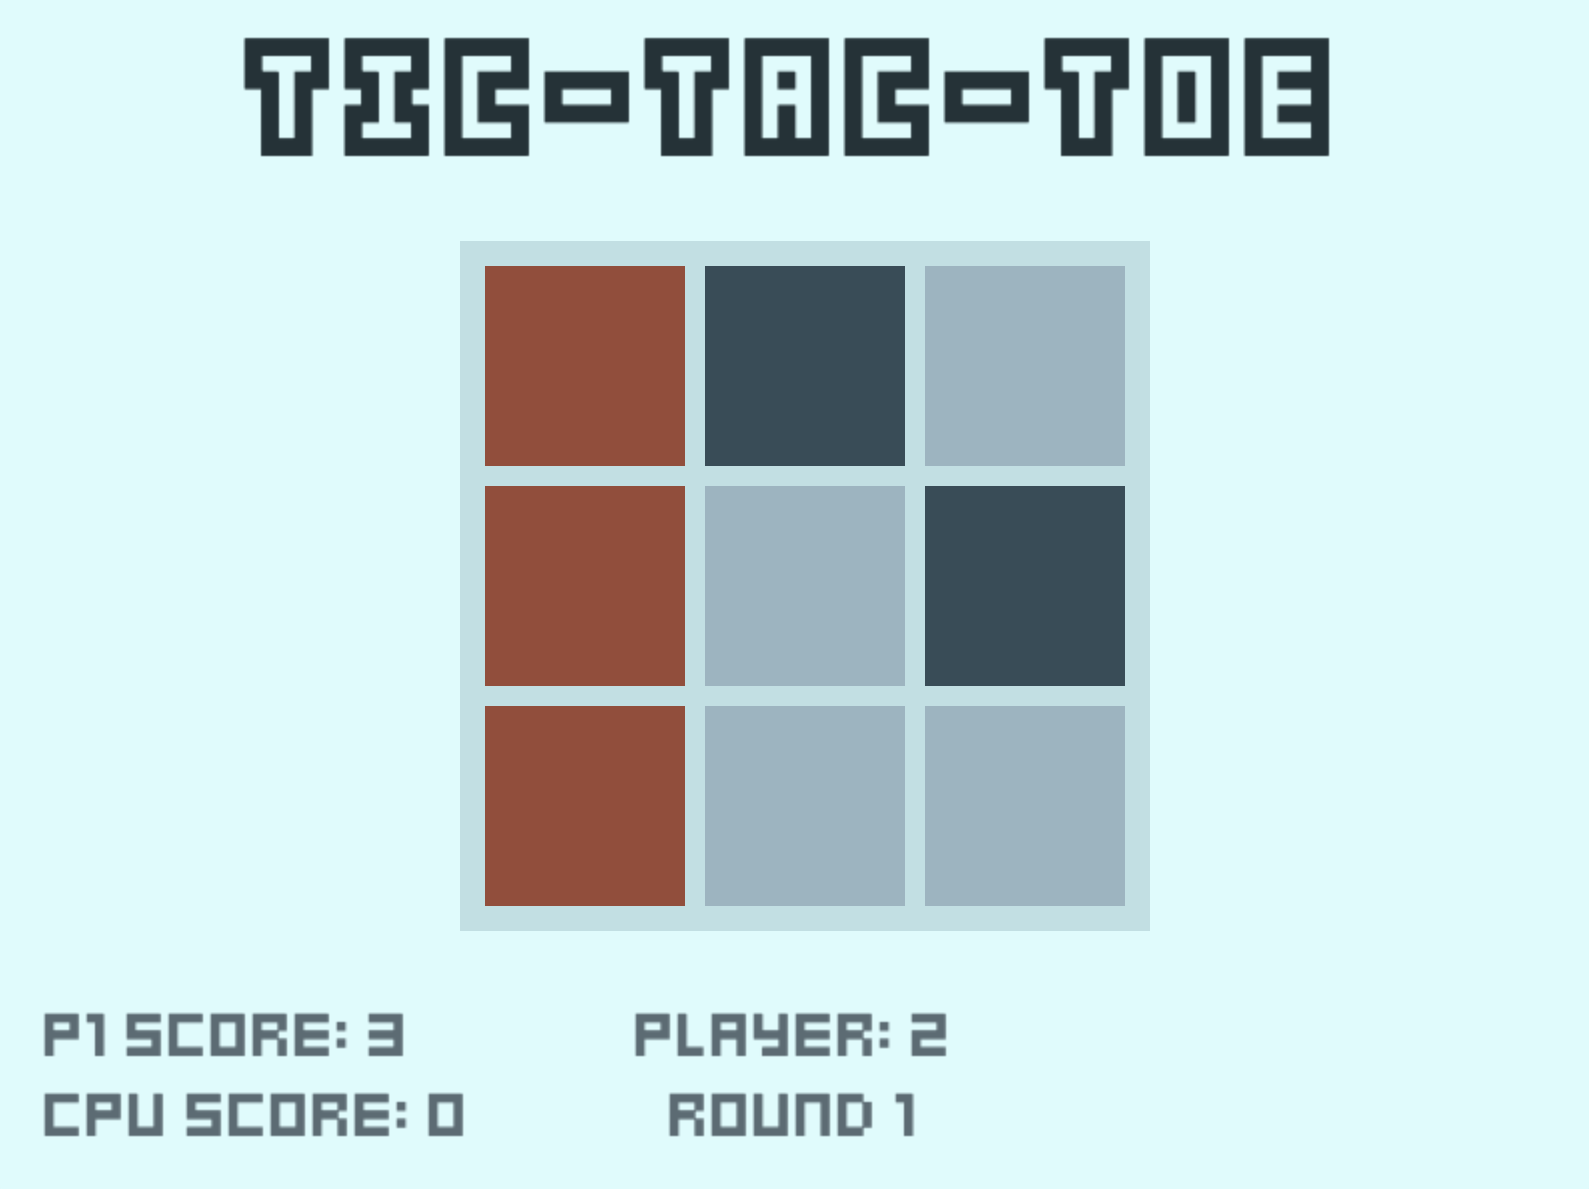 TIC-TAC-TOE
P1 SCORE: 3
PLAYER: 2
CPU SCORE: 0
ROUND 1